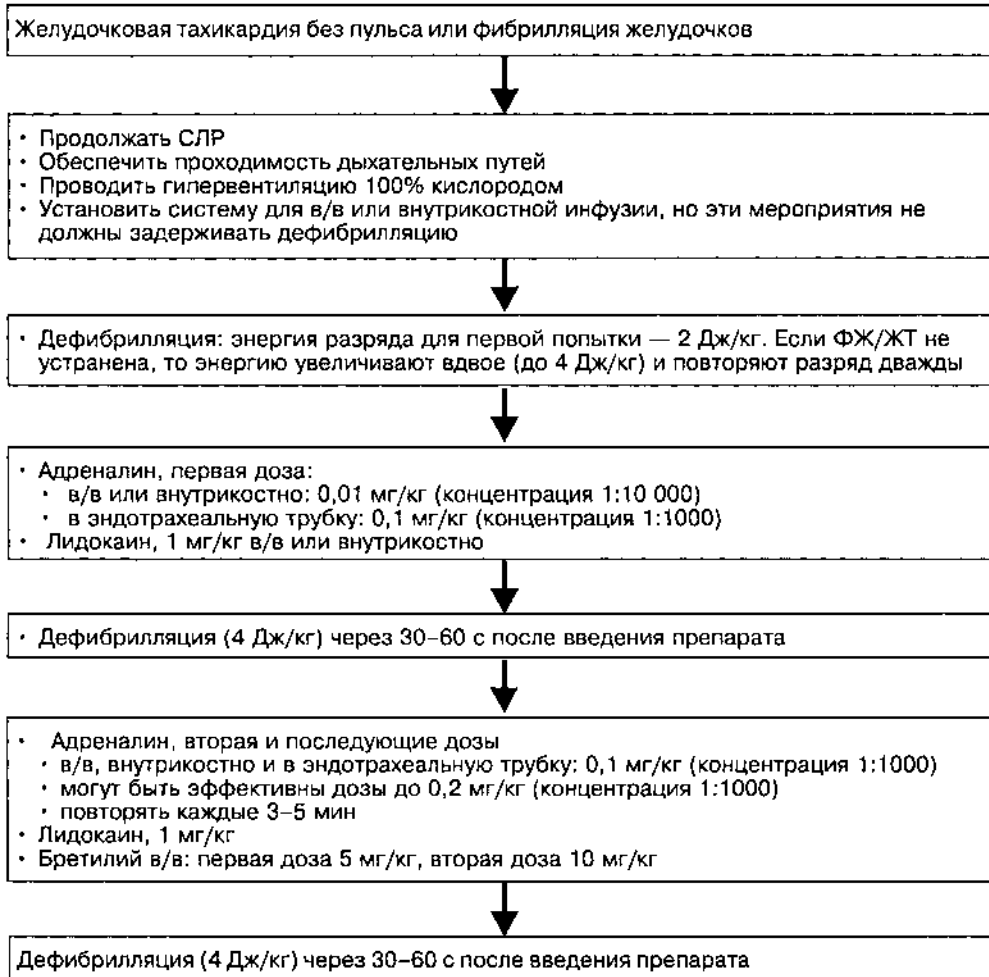 Желудочковая тахикардия без пульса или фибрилляция желудочков
• Продолжать СЛР
• Обеспечить проходимость дыхательных путей
• Проводить гипервентиляцию 100% кислородом
• Установить систему для в/в или внутрикостной инфузии, но эти мероприятия не
должны задерживать дефибрилляцию
• Дефибрилляция: энергия разряда для первой попытки — 2 Дж/кг. Если ФЖ/ЖТ не
устранена, то энергию увеличивают вдвое (до 4 Дж/кг) и повторяют разряд дважды
• Адреналин, первая доза:
• в/в или внутрикостно: 0,01 мг/кг (концентрация 1:10 000)
• в эндотрахеальную трубку: 0,1 мг/кг (концентрация 1:1000)
• Лидокаин, 1 мг/кг в/в или внутрикостно
• Дефибрилляция (4 Дж/кг) через 30–60 с после введения препарата
• Адреналин, вторая и последующие дозы
• в/в, внутрикостно и в эндотрахеальную трубку: 0,1 мг/кг (концентрация 1:1000)
• могут быть эффективны дозы до 0,2 мг/кг (концентрация 1:1000)
• повторять каждые 3–5 мин
• Лидокаин, 1 мг/кг
• Бретилий в/в: первая доза 5 мг/кг, вторая доза 10 мг/кг
Дефибрилляция (4 Дж/кг) через 30–60 с после введения препарата